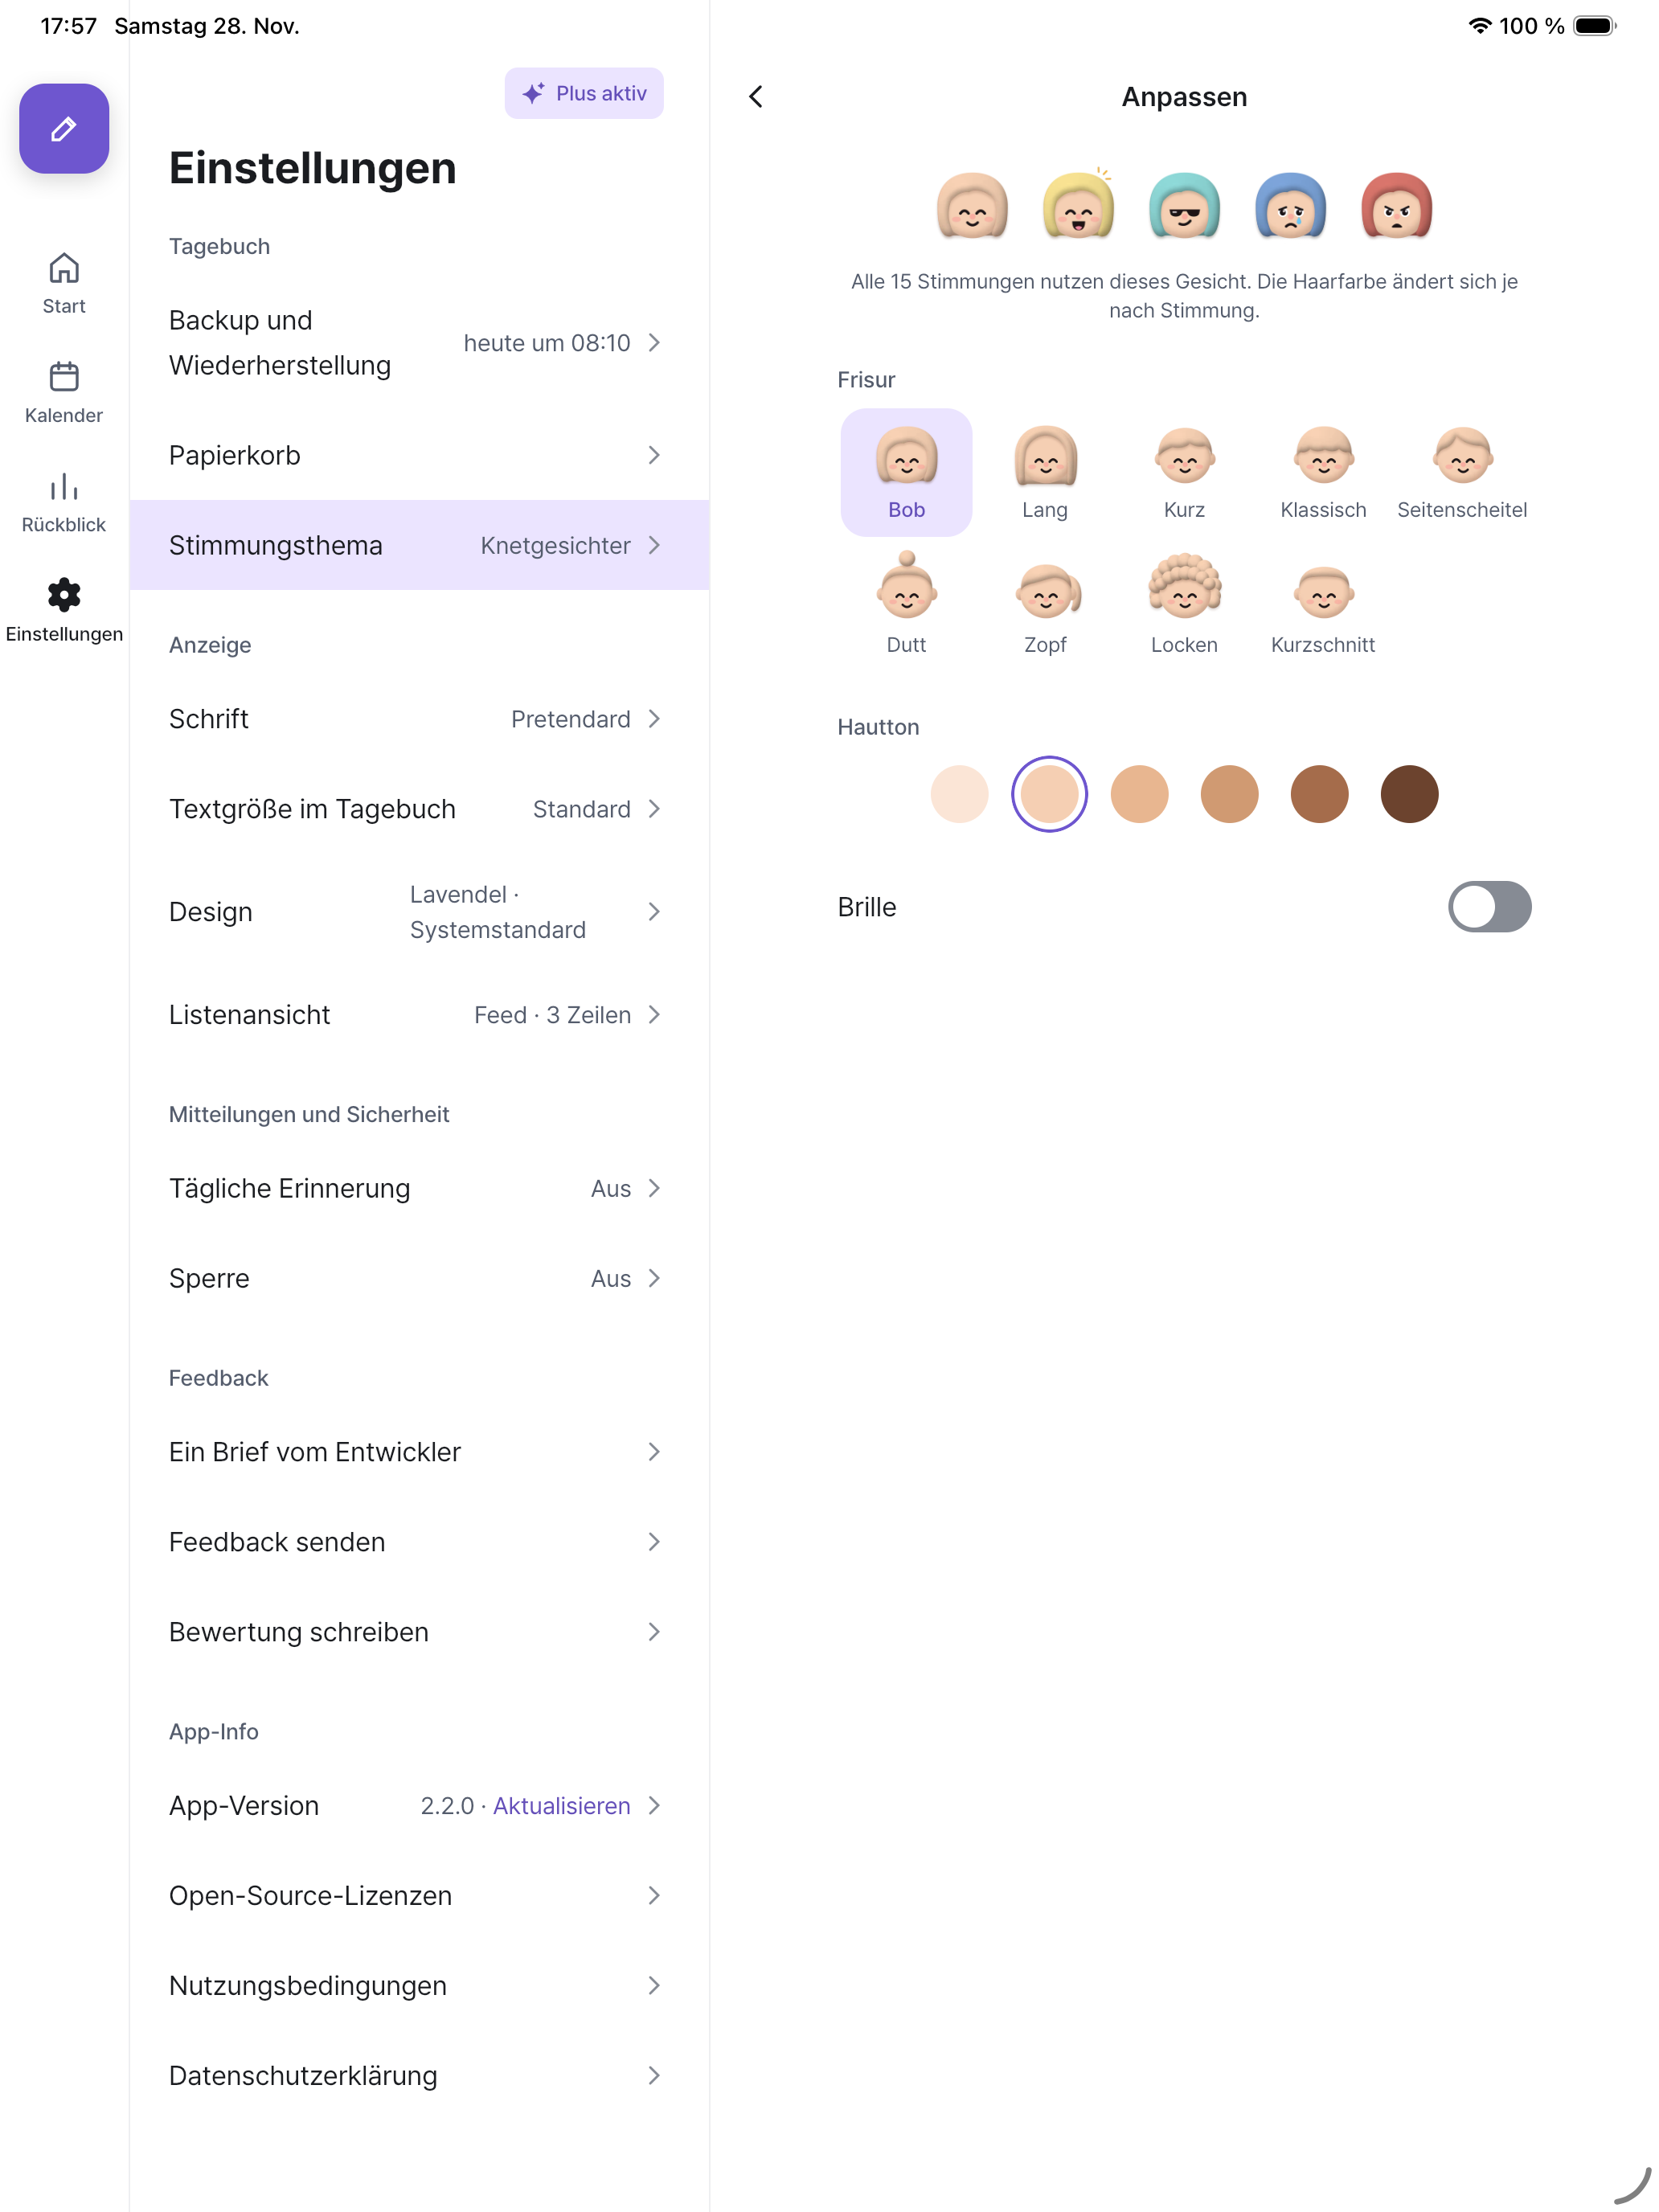 17:57 Samstag 28. Nov.
100 %
Start
Kalender
Rückblick
Einstellungen
Plus aktiv
Einstellungen
Tagebuch
Backup und
Wiederherstellung
heute um 08:10
Papierkorb
Stimmungsthema
Knetgesichter
Anzeige
Schrift
Pretendard
Textgröße im Tagebuch
Standard
Design
Lavendel ·
Systemstandard
Listenansicht
Feed · 3 Zeilen
Mitteilungen und Sicherheit
Tägliche Erinnerung
Aus
Sperre
Aus
Feedback
Ein Brief vom Entwickler
Feedback senden
Bewertung schreiben
App-Info
App-Version
2.2.0 · Aktualisieren
Open-Source-Lizenzen
Nutzungsbedingungen
Datenschutzerklärung
Anpassen
Alle 15 Stimmungen nutzen dieses Gesicht. Die Haarfarbe ändert sich je
nach Stimmung.
Frisur
Bob
Lang
Kurz
Klassisch
Seitenscheitel
Dutt
Zopf
Locken
Kurzschnitt
Hautton
Brille